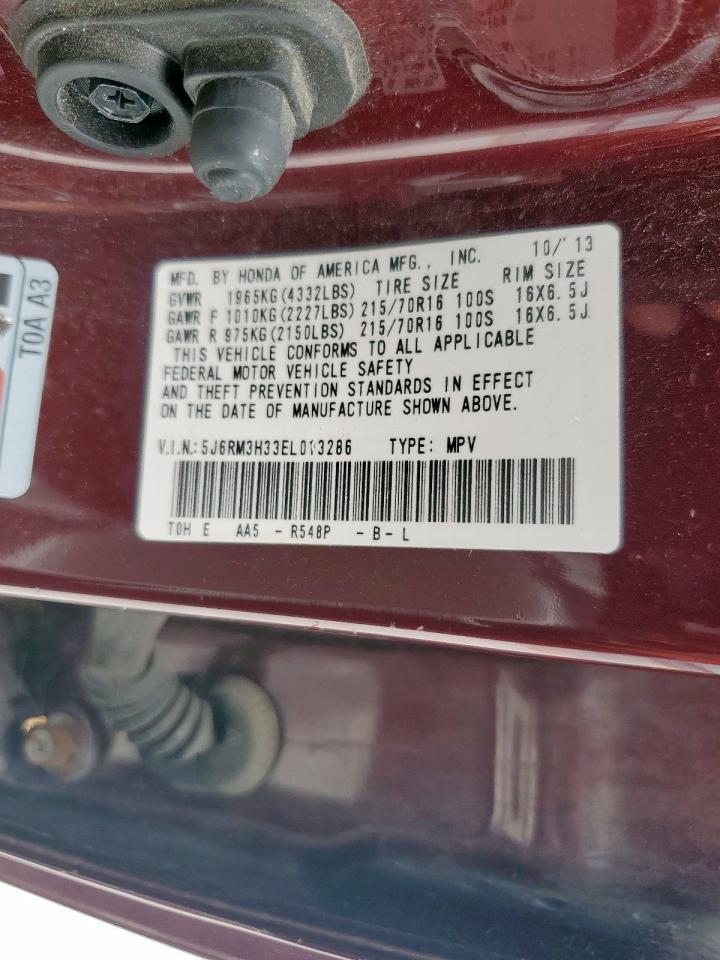 MFD. BY HONDA OF AMERICA MFG., INC. 10/'13
GVWR 1965KG(4332LBS) TIRE SIZE RIM SIZE
GAWR F 1010KG(2227LBS) 215/70R16 100S 16X6.5J
GAWR R 975KG(2150LBS) 215/70R16 100S 16X6.5J
THIS VEHICLE CONFORMS TO ALL APPLICABLE
FEDERAL MOTOR VEHICLE SAFETY
AND THEFT PREVENTION STANDARDS IN EFFECT
ON THE DATE OF MANUFACTURE SHOWN ABOVE.
V.I.N.:5J6RM3H33EL013286 TYPE: MPV
T0H E AA5 - R548P - B - L
T0A A3